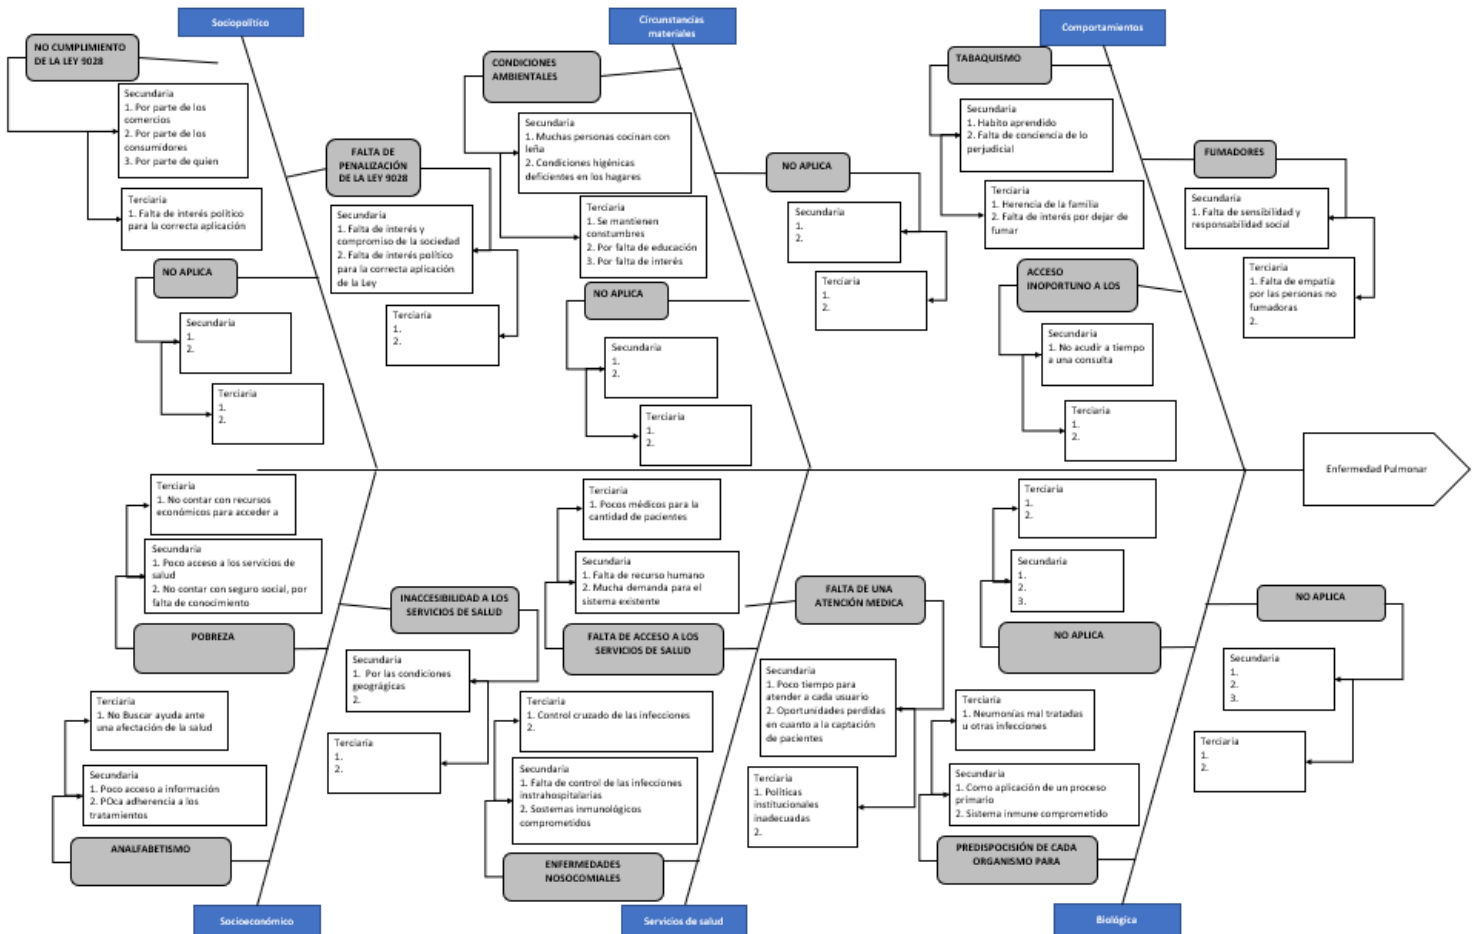 Sociopolítico
NO CUMPLIMIENTO
DE LA LEY 9028
Secundaria
1. Por parte de los
comercios
2. Por parte de los
consumidores
3. Por parte de quien
Terciaria
1. Falta de interés político
para la correcta aplicación
FALTA DE
PENALIZACIÓN
DE LA LEY 9028
Secundaria
1. Falta de interés y
compromiso de la sociedad
2. Falta de interés político
para la correcta aplicación
de la Ley
Terciaria
1.
2.
NO APLICA
Secundaria
1.
2.
Terciaria
1.
2.
Circunstancias
materiales
CONDICIONES
AMBIENTALES
Secundaria
1. Muchas personas cocinan con
leña
2. Condiciones higénicas
deficientes en los hagares
Terciaria
1. Se mantienen
constumbres
2. Por falta de educación
3. Por falta de interés
NO APLICA
Secundaria
1.
2.
Terciaria
1.
2.
NO APLICA
Secundaria
1.
2.
Terciaria
1.
2.
Comportamientos
TABAQUISMO
Secundaria
1. Habito aprendido
2. Falta de conciencia de lo
perjudicial
Terciaria
1. Herencia de la familia
2. Falta de interés por dejar de
fumar
FUMADORES
Secundaria
1. Falta de sensibilidad y
responsabilidad social
Terciaria
1. Falta de empatía
por las personas no
fumadoras
2.
ACCESO
INOPORTUNO A LOS
Secundaria
1. No acudir a tiempo
a una consulta
Terciaria
1.
2.
Enfermedad Pulmonar
Terciaria
1. No contar con recursos
económicos para acceder a
Secundaria
1. Poco acceso a los servicios de
salud
2. No contar con seguro social, por
falta de conocimiento
POBREZA
INACCESIBILIDAD A LOS
SERVICIOS DE SALUD
Secundaria
1. Por las condiciones
geográgicas
2.
Terciaria
1.
2.
Terciaria
1. No Buscar ayuda ante
una afectación de la salud
Secundaria
1. Poco acceso a información
2. POca adherencia a los
tratamientos
ANALFABETISMO
Socioeconómico
Terciaria
1. Pocos médicos para la
cantidad de pacientes
Secundaria
1. Falta de recurso humano
2. Mucha demanda para el
sistema existente
FALTA DE ACCESO A LOS
SERVICIOS DE SALUD
FALTA DE UNA
ATENCIÓN MEDICA
Secundaria
1. Poco tiempo para
atender a cada usuario
2. Oportunidades perdidas
en cuanto a la captación
de pacientes
Terciaria
1. Políticas
institucionales
inadecuadas
2.
Terciaria
1. Control cruzado de las infecciones
2.
Secundaria
1. Falta de control de las infecciones
instrahospitalarias
2. Sostemas inmunológicos
comprometidos
ENFERMEDADES
NOSOCOMIALES
Servicios de salud
Terciaria
1.
2.
Secundaria
1.
2.
3.
NO APLICA
NO APLICA
Secundaria
1.
2.
3.
Terciaria
1.
2.
Terciaria
1. Neumonías mal tratadas
u otras infecciones
Secundaria
1. Como aplicación de un proceso
primario
2. Sistema inmune comprometido
PREDISPOCISIÓN DE CADA
ORGANISMO PARA
Biológica